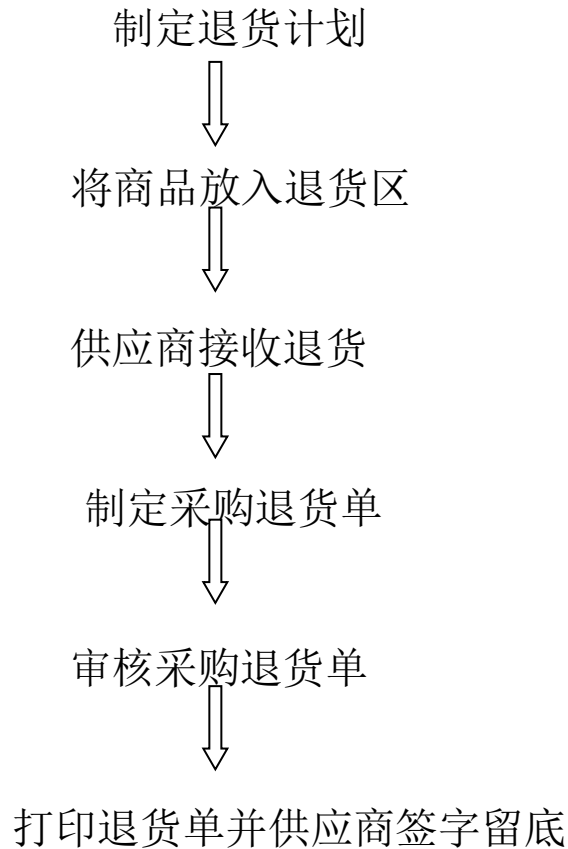 制定退货计划
将商品放入退货区
供应商接收退货
制定采购退货单
审核采购退货单
打印退货单并供应商签字留底